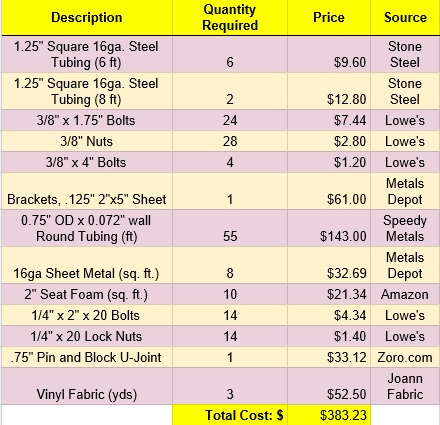 Description Quantity Required Price Source
1.25" Square 16ga. Steel Tubing (6 ft) 6 $9.60 Stone Steel
1.25" Square 16ga. Steel Tubing (8 ft) 2 $12.80 Stone Steel
3/8" x 1.75" Bolts 24 $7.44 Lowe's
3/8" Nuts 28 $2.80 Lowe's
3/8" x 4" Bolts 4 $1.20 Lowe's
Brackets, .125" 2"x5" Sheet 1 $61.00 Metals Depot
0.75" OD x 0.072" wall Round Tubing (ft) 55 $143.00 Speedy Metals
16ga Sheet Metal (sq. ft.) 8 $32.69 Metals Depot
2" Seat Foam (sq. ft.) 10 $21.34 Amazon
1/4" x 2" x 20 Bolts 14 $4.34 Lowe's
1/4" x 20 Lock Nuts 14 $1.40 Lowe's
.75" Pin and Block U-Joint 1 $33.12 Zoro.com
Vinyl Fabric (yds) 3 $52.50 Joann Fabric
Total Cost: $ $383.23